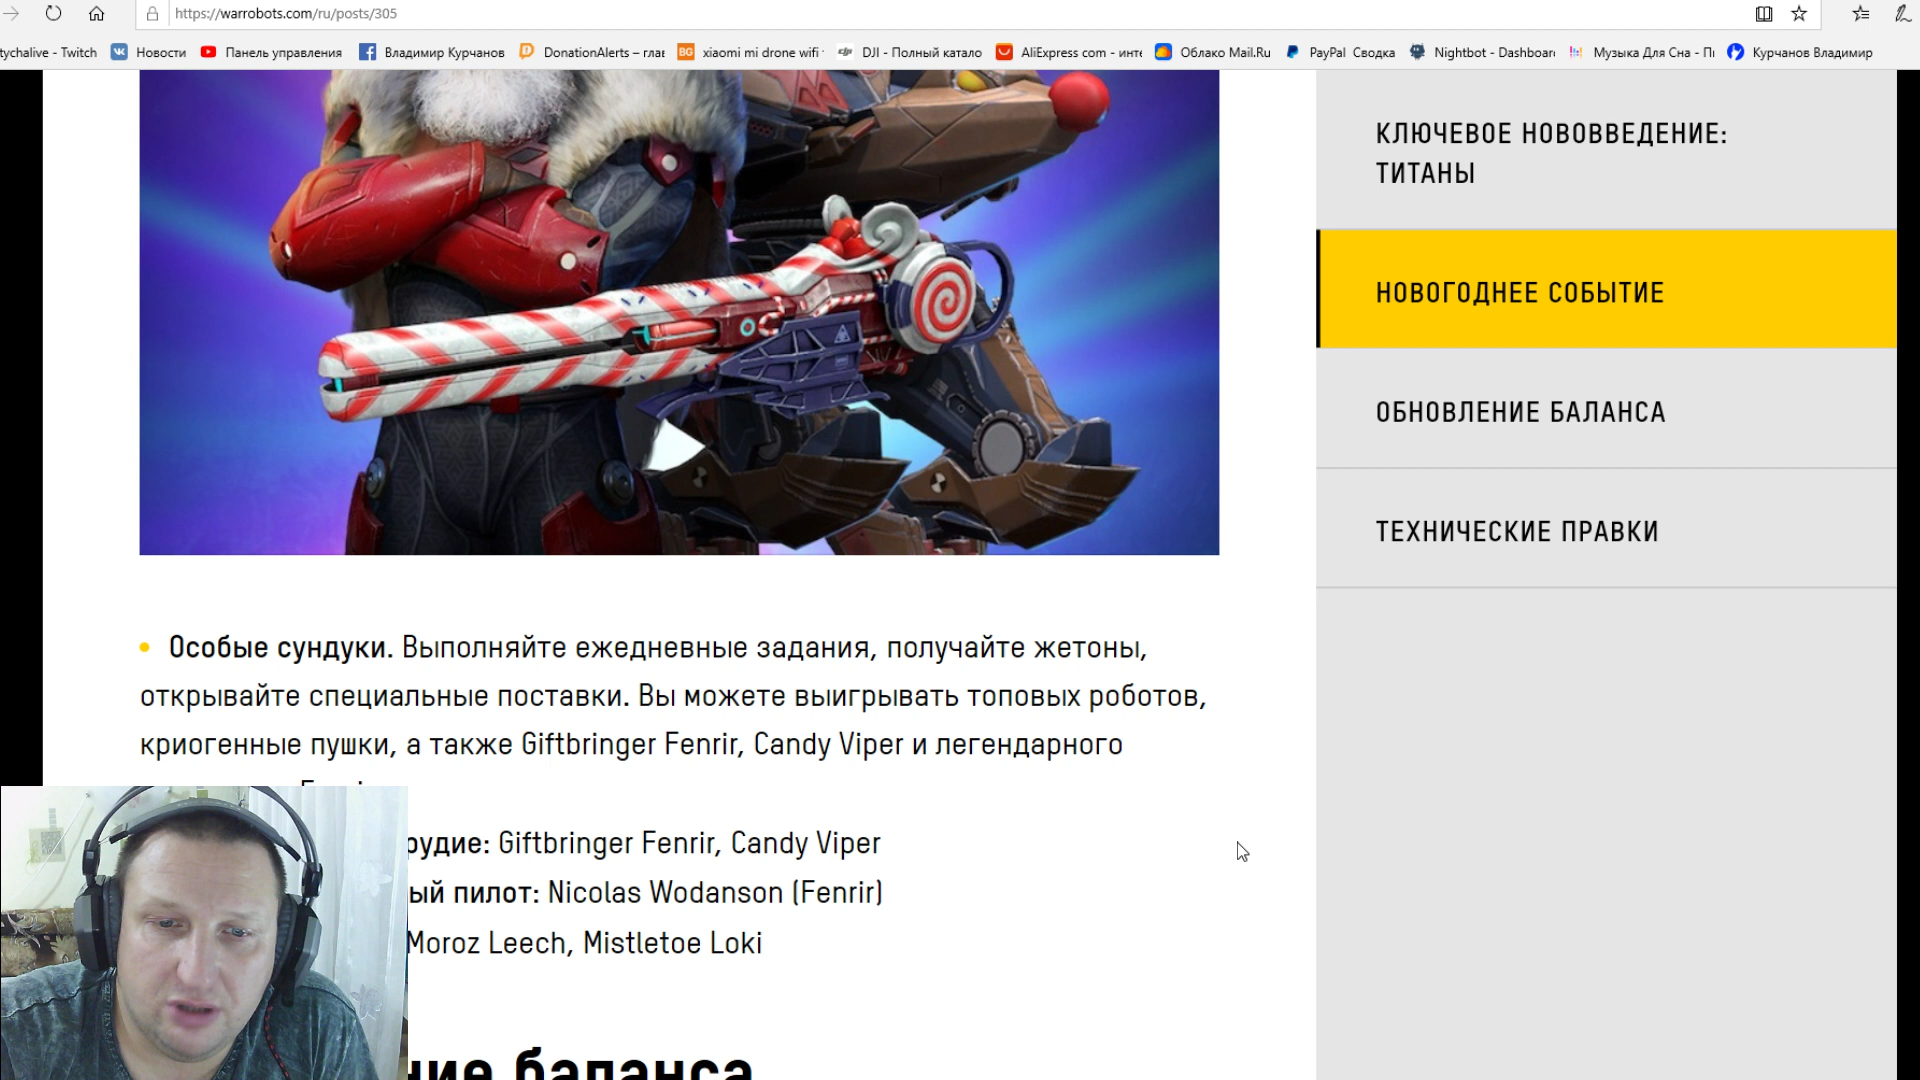 https://warrobots.com/ru/posts/305
tychalive - Twitch
Новости
Панель управления
Владимир Курчанов
DonationAlerts – глав
xiaomi mi drone wifi
DJI - Полный катало
AliExpress com - инте
Облако Mail.Ru
PayPal Сводка
Nightbot - Dashboard
Музыка Для Сна - П
Курчанов Владимир
КЛЮЧЕВОЕ НОВОВВЕДЕНИЕ:
ТИТАНЫ
НОВОГОДНЕЕ СОБЫТИЕ
ОБНОВЛЕНИЕ БАЛАНСА
ТЕХНИЧЕСКИЕ ПРАВКИ
Особые сундуки. Выполняйте ежедневные задания, получайте жетоны,
открывайте специальные поставки. Вы можете выигрывать топовых роботов,
криогенные пушки, а также Giftbringer Fenrir, Candy Viper и легендарного
рудие: Giftbringer Fenrir, Candy Viper
ый пилот: Nicolas Wodanson (Fenrir)
Moroz Leech, Mistletoe Loki
ние баланса